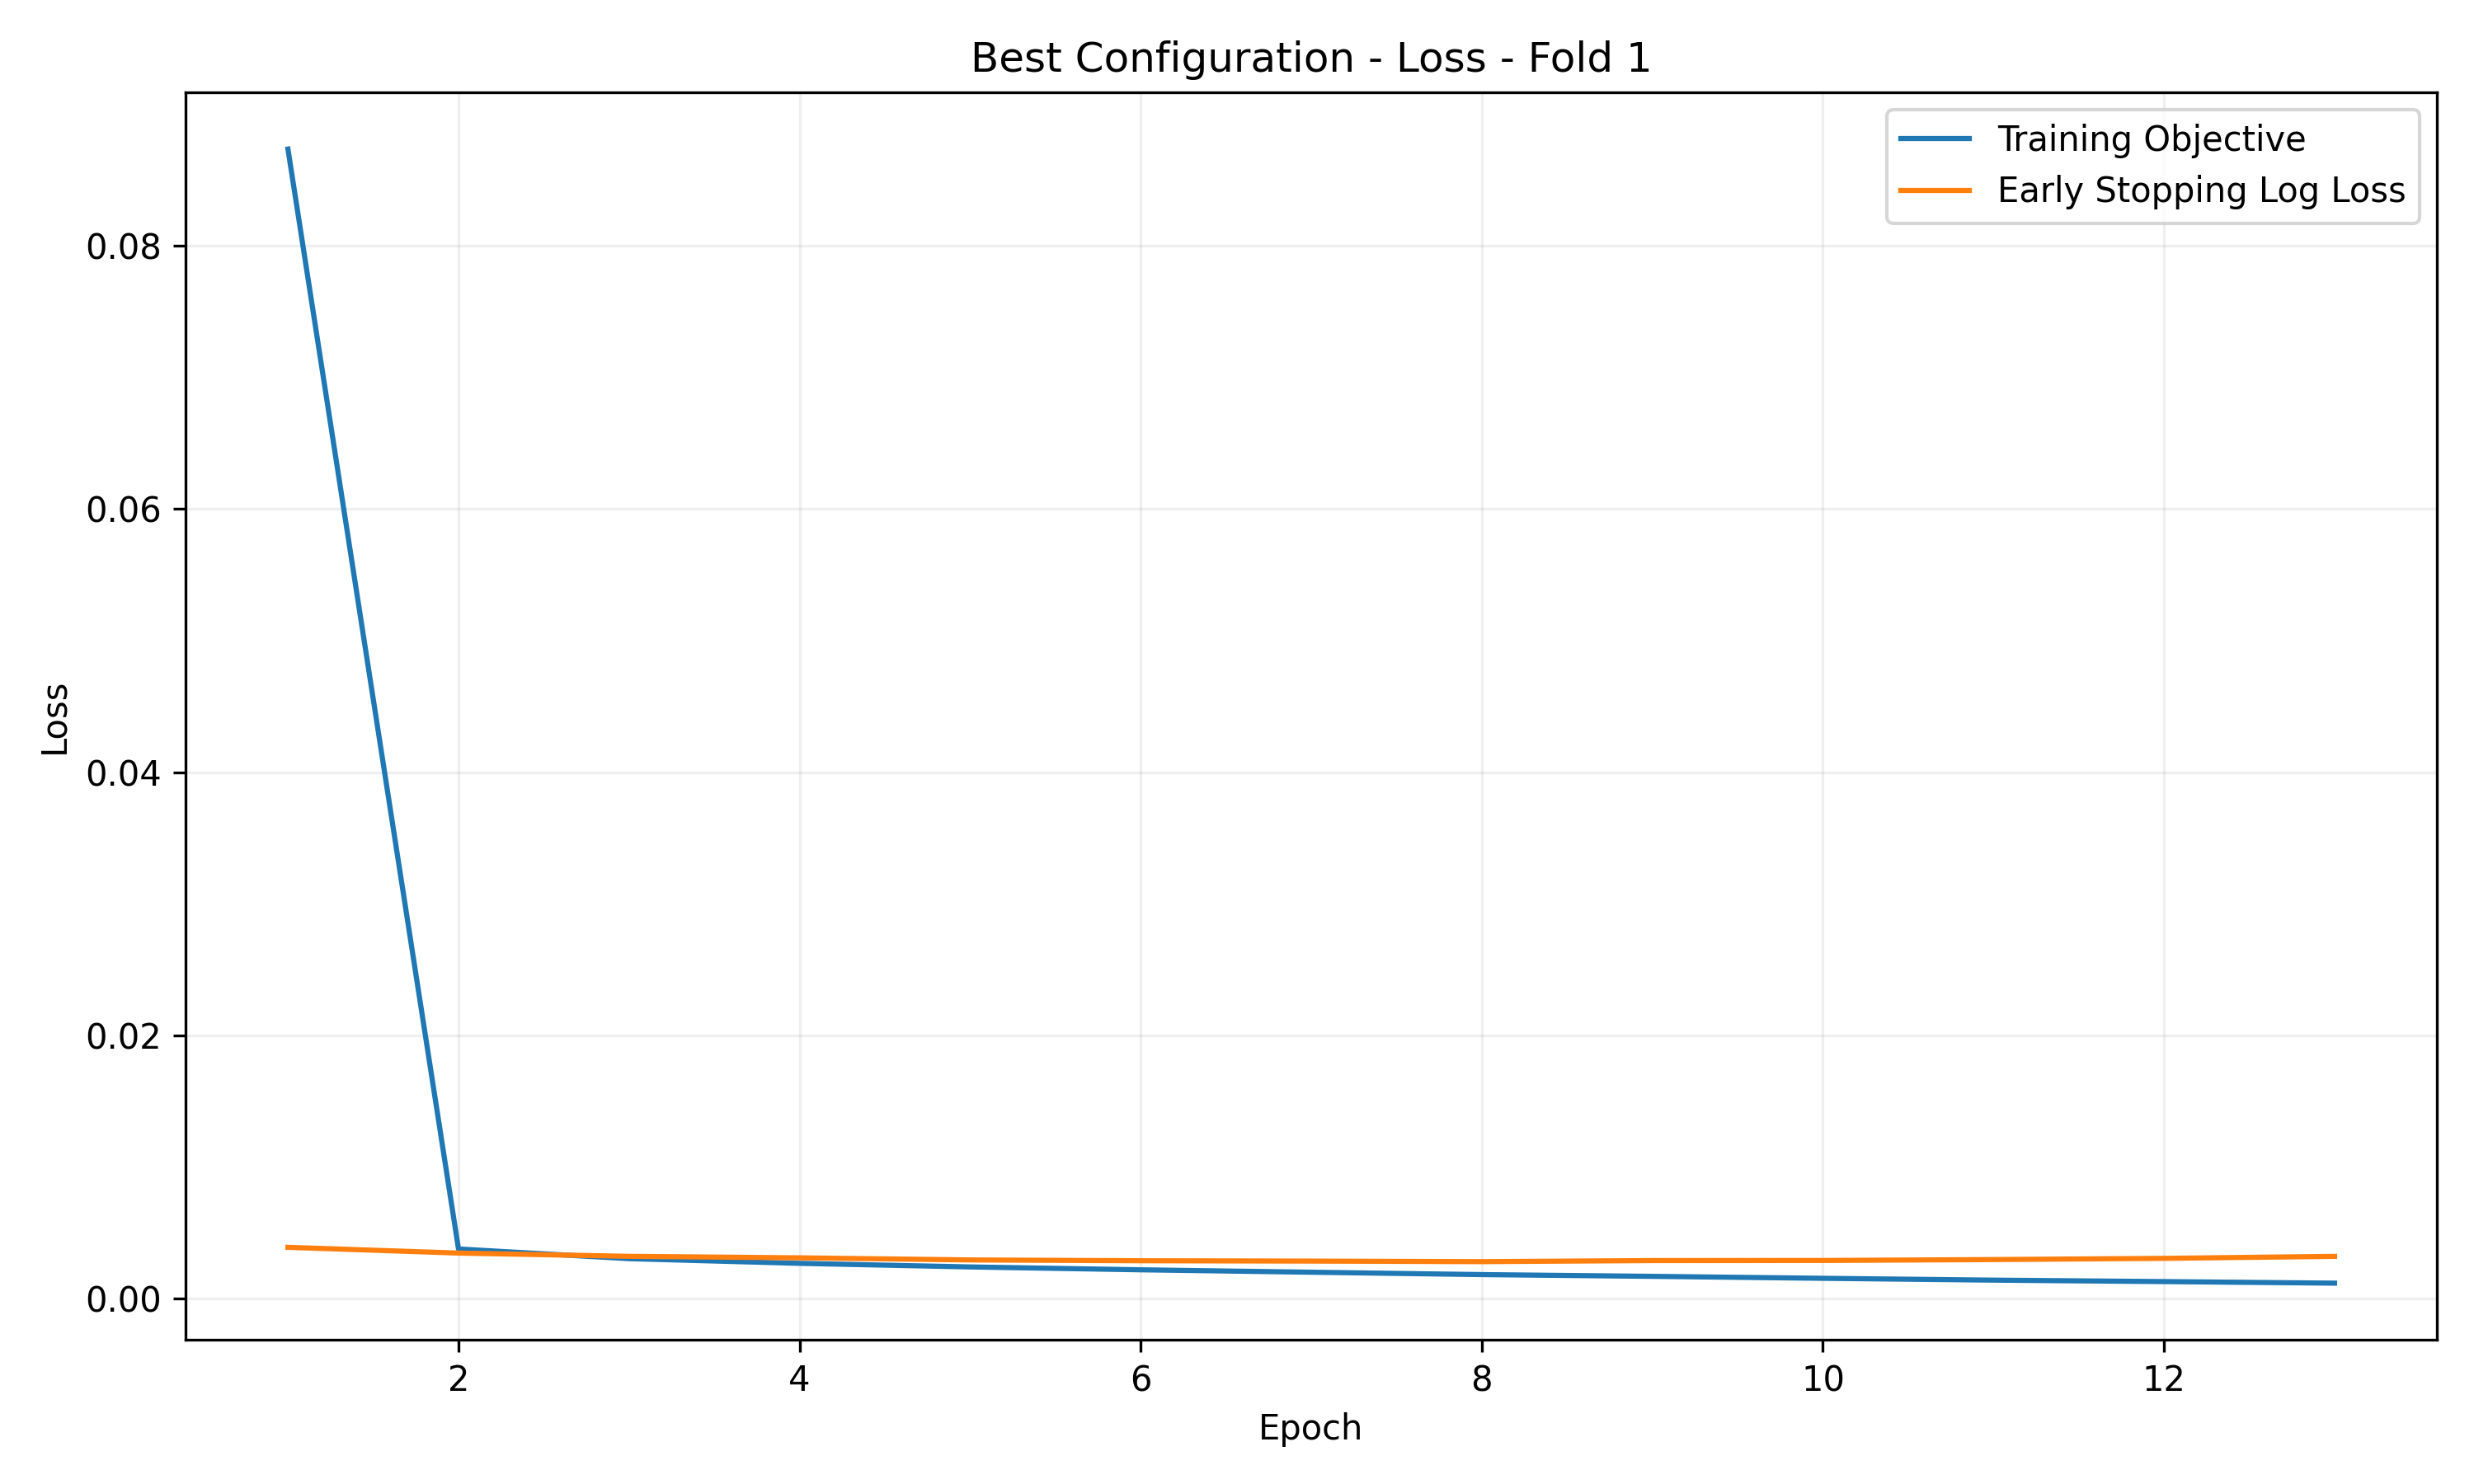 Best Configuration - Loss - Fold 1
Training Objective
Early Stopping Log Loss
Loss
0.08
0.06
0.04
0.02
0.00
2 4 6 8 10 12
Epoch